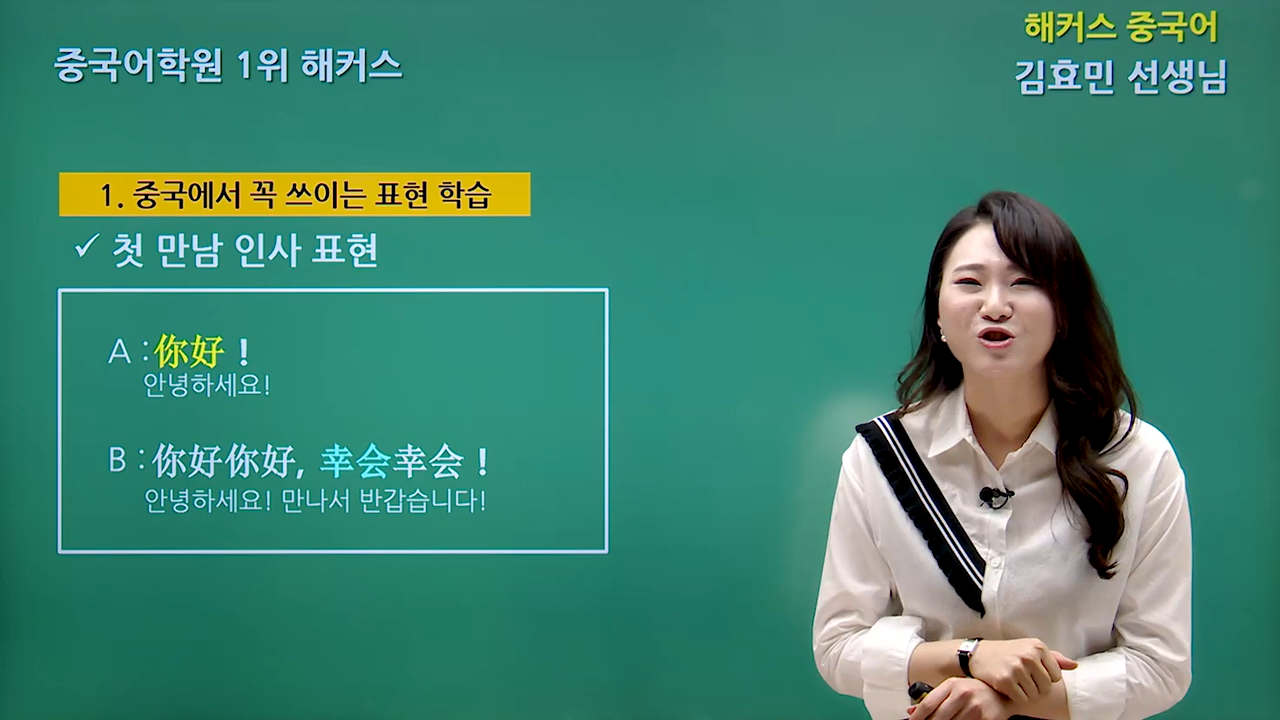 중국어학원 1위 해커스
해커스 중국어
김효민 선생님
1. 중국에서 꼭 쓰이는 표현 학습
✓ 첫 만남 인사 표현
A : 你好 !
안녕하세요!
B : 你好你好, 幸会幸会 !
안녕하세요! 만나서 반갑습니다!